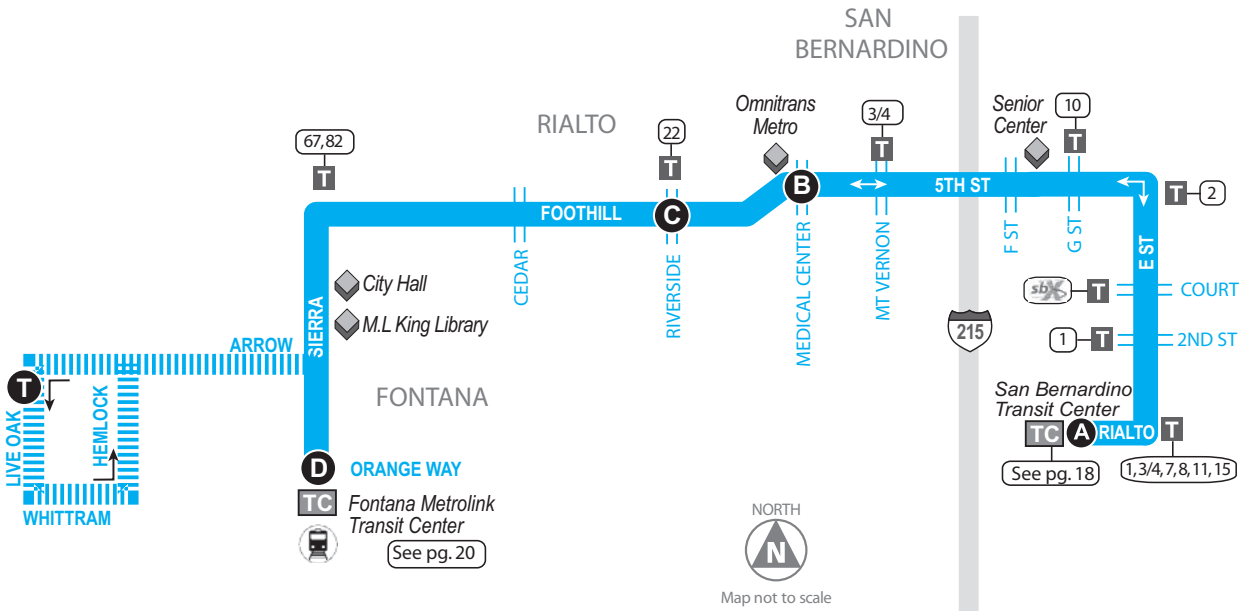 SAN
BERNARDINO
Omnitrans
Metro
3/4
T
Senior
Center
10
T
RIALTO
22
T
67,82
T
B
5TH ST
T
2
FOOTHILL
C
CEDAR
RIVERSIDE
MEDICAL CENTER
MT VERNON
F ST
G ST
E ST
City Hall
M.L King Library
SIERRA
sbX
T
COURT
215
1
T
2ND ST
ARROW
T
LIVE OAK
HEMLOCK
WHITTRAM
FONTANA
San Bernardino
Transit Center
TC
A
RIALTO
T
See pg. 18
1,3/4,7,8,11,15
D
ORANGE WAY
TC
Fontana Metrolink
Transit Center
See pg. 20
NORTH
N
Map not to scale